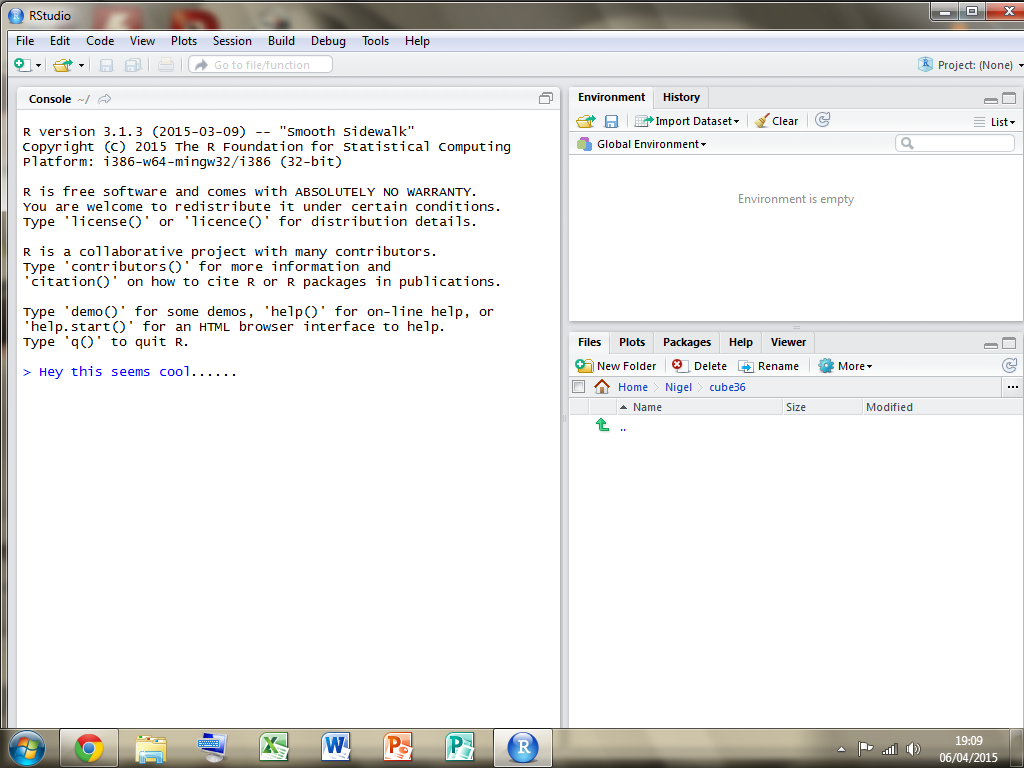 RStudio
File Edit Code View Plots Session Build Debug Tools Help
Go to file/function
Project: (None)
Console ~/
R version 3.1.3 (2015-03-09) -- "Smooth Sidewalk"
Copyright (C) 2015 The R Foundation for Statistical Computing
Platform: i386-w64-mingw32/i386 (32-bit)
R is free software and comes with ABSOLUTELY NO WARRANTY.
You are welcome to redistribute it under certain conditions.
Type 'license()' or 'licence()' for distribution details.
R is a collaborative project with many contributors.
Type 'contributors()' for more information and
'citation()' on how to cite R or R packages in publications.
Type 'demo()' for some demos, 'help()' for on-line help, or
'help.start()' for an HTML browser interface to help.
Type 'q()' to quit R.
> Hey this seems cool......
Environment History
Import Dataset Clear List
Global Environment
Environment is empty
Files Plots Packages Help Viewer
New Folder Delete Rename More
Home Nigel cube36 ...
Name Size Modified
..
19:09
06/04/2015